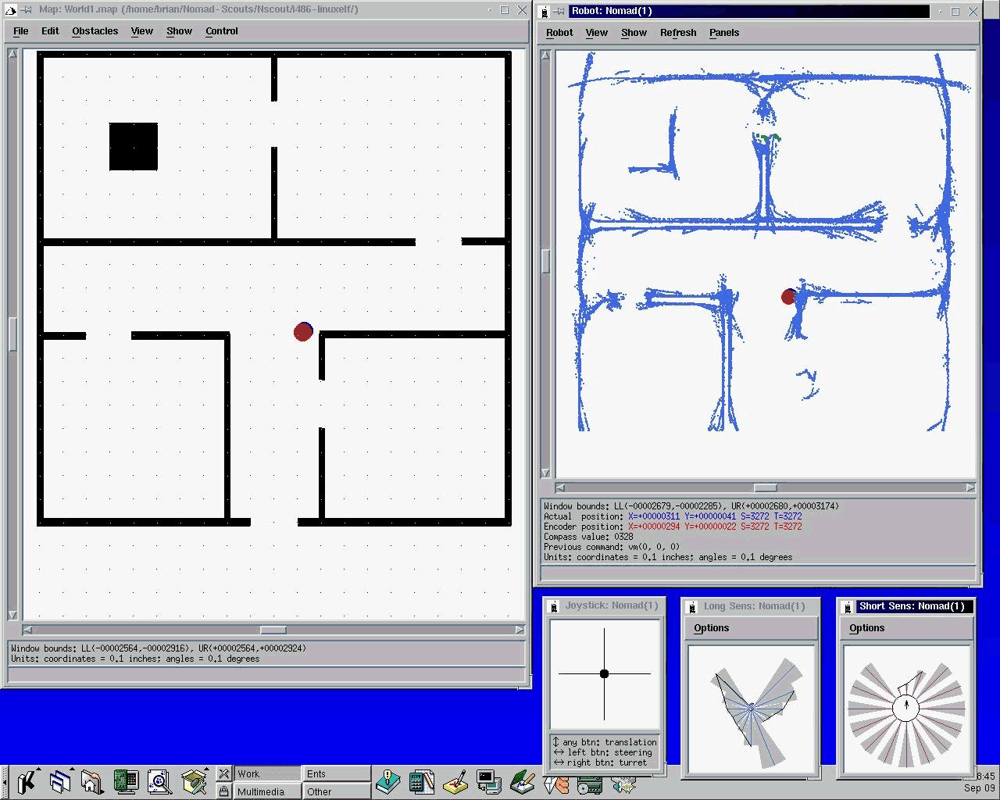 Map: World1.map (/home/brian/Nomad-Scouts/Nscout/i486-linuxelf/)
File Edit Obstacles View Show Control
Window bounds: LL(-00002564,-00002916), UR(+00002564,+00002924)
Units: coordinates = 0.1 inches; angles = 0.1 degrees
Robot: Nomad(1)
Robot View Show Refresh Panels
Window bounds: LL(-00002679,-00002285), UR(+00002680,+00003174)
Actual position: X=+00000311 Y=+00000041 S=3272 T=3272
Encoder position: X=+00000294 Y=+00000022 S=3272 T=3272
Compass value: 0328
Previous command: vm(0, 0, 0)
Units: coordinates = 0.1 inches; angles = 0.1 degrees
Joystick: Nomad(1)
any btn: translation
left btn: steering
right btn: turret
Long Sens: Nomad(1)
Options
Short Sens: Nomad(1)
Options
Work Ents
Multimedia Other
8:45
Sep 09